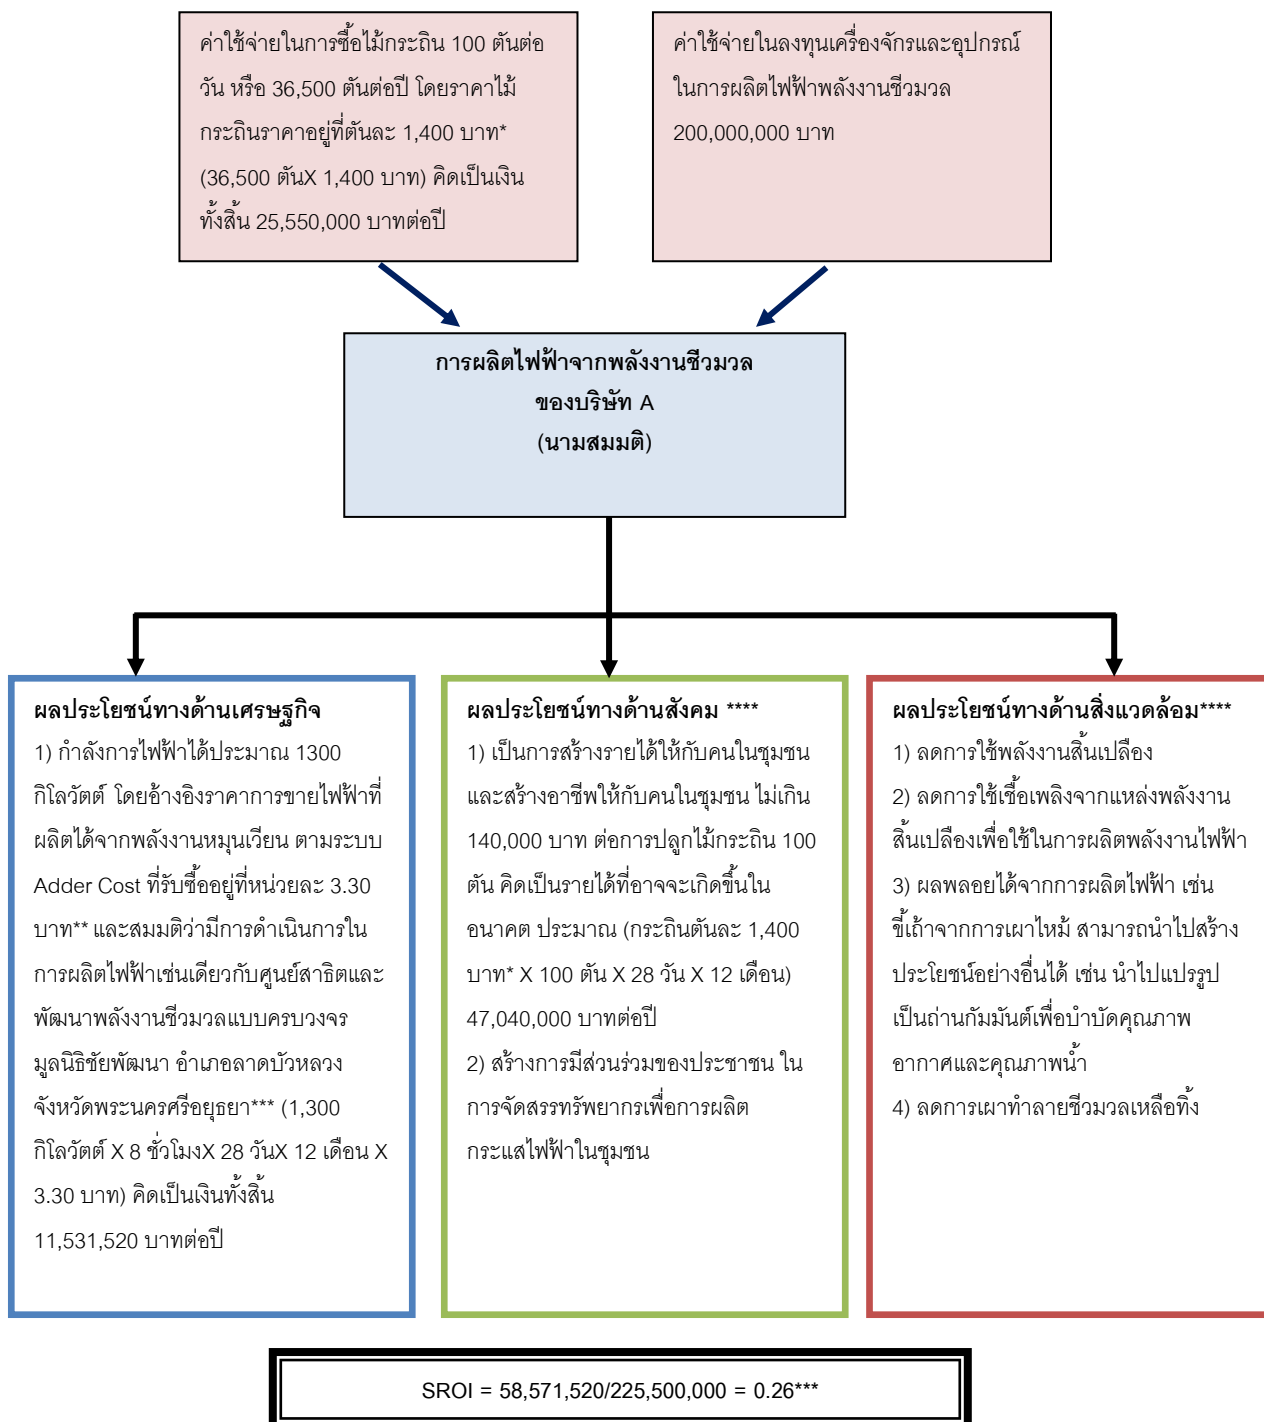 ค่าใช้จ่ายในการซื้อไม้กระถิน 100 ตันต่อ
วัน หรือ 36,500 ตันต่อปี โดยราคาไม้
กระถินราคาอยู่ที่ตันละ 1,400 บาท*
(36,500 ตันX 1,400 บาท) คิดเป็นเงิน
ทั้งสิ้น 25,550,000 บาทต่อปี
ค่าใช้จ่ายในลงทุนเครื่องจักรและอุปกรณ์
ในการผลิตไฟฟ้าพลังงานชีวมวล
200,000,000 บาท
การผลิตไฟฟ้าจากพลังงานชีวมวล
ของบริษัท A
(นามสมมติ)
ผลประโยชน์ทางด้านเศรษฐกิจ
1) กำลังการไฟฟ้าได้ประมาณ 1300
กิโลวัตต์ โดยอ้างอิงราคาการขายไฟฟ้าที่
ผลิตได้จากพลังงานหมุนเวียน ตามระบบ
Adder Cost ที่รับซื้ออยู่ที่หน่วยละ 3.30
บาท** และสมมติว่ามีการดำเนินการใน
การผลิตไฟฟ้าเช่นเดียวกับศูนย์สาธิตและ
พัฒนาพลังงานชีวมวลแบบครบวงจร
มูลนิธิชัยพัฒนา อำเภอลาดบัวหลวง
จังหวัดพระนครศรีอยุธยา*** (1,300
กิโลวัตต์ X 8 ชั่วโมงX 28 วันX 12 เดือน X
3.30 บาท) คิดเป็นเงินทั้งสิ้น
11,531,520 บาทต่อปี
ผลประโยชน์ทางด้านสังคม ****
1) เป็นการสร้างรายได้ให้กับคนในชุมชน
และสร้างอาชีพให้กับคนในชุมชน ไม่เกิน
140,000 บาท ต่อการปลูกไม้กระถิน 100
ตัน คิดเป็นรายได้ที่อาจจะเกิดขึ้นใน
อนาคต ประมาณ (กระถินตันละ 1,400
บาท* X 100 ตัน X 28 วัน X 12 เดือน)
47,040,000 บาทต่อปี
2) สร้างการมีส่วนร่วมของประชาชน ใน
การจัดสรรทรัพยากรเพื่อการผลิต
กระแสไฟฟ้าในชุมชน
ผลประโยชน์ทางด้านสิ่งแวดล้อม****
1) ลดการใช้พลังงานสิ้นเปลือง
2) ลดการใช้เชื้อเพลิงจากแหล่งพลังงาน
สิ้นเปลืองเพื่อใช้ในการผลิตพลังงานไฟฟ้า
3) ผลพลอยได้จากการผลิตไฟฟ้า เช่น
ขี้เถ้าจากการเผาไหม้ สามารถนำไปสร้าง
ประโยชน์อย่างอื่นได้ เช่น นำไปแปรรูป
เป็นถ่านกัมมันต์เพื่อบำบัดคุณภาพ
อากาศและคุณภาพน้ำ
4) ลดการเผาทำลายชีวมวลเหลือทิ้ง
SROI = 58,571,520/225,500,000 = 0.26***